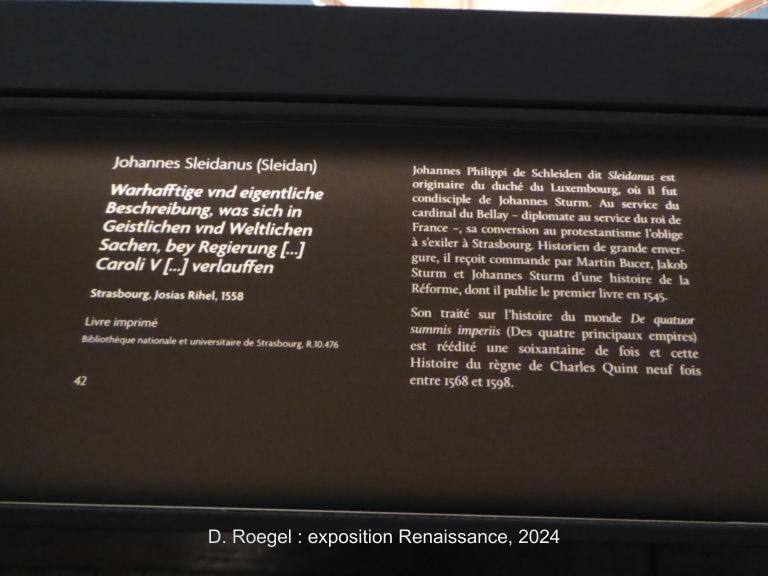 Johannes Sleidanus (Sleidan)
Warhafftige vnd eigentliche
Beschreibung, was sich in
Geistlichen vnd Weltlichen
Sachen, bey Regierung [...]
Caroli V [...] verlauffen
Strasbourg, Josias Rihel, 1558
Livre imprimé
Bibliothèque nationale et universitaire de Strasbourg, R.10.476
42
Johannes Philippi de Schleiden dit Sleidanus est
originaire du duché du Luxembourg, où il fut
condisciple de Johannes Sturm. Au service du
cardinal du Bellay – diplomate au service du roi de
France –, sa conversion au protestantisme l'oblige
à s'exiler à Strasbourg. Historien de grande enver-
gure, il reçoit commande par Martin Bucer, Jakob
Sturm et Johannes Sturm d'une histoire de la
Réforme, dont il publie le premier livre en 1545.
Son traité sur l'histoire du monde De quatuor
summis imperiis (Des quatre principaux empires)
est réédité une soixantaine de fois et cette
Histoire du règne de Charles Quint neuf fois
entre 1568 et 1598.
D. Roegel : exposition Renaissance, 2024